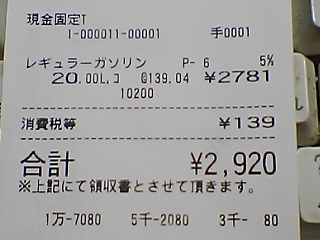 現金固定T
1-000011-00001 手0001
レギュラーガソリン P- 6 5%
20.00L,コ @139.04 ¥2781
10200
消費税等 ¥139
合計 ¥2,920
※上記にて領収書とさせて頂きます。
1万-7080 5千-2080 3千- 80